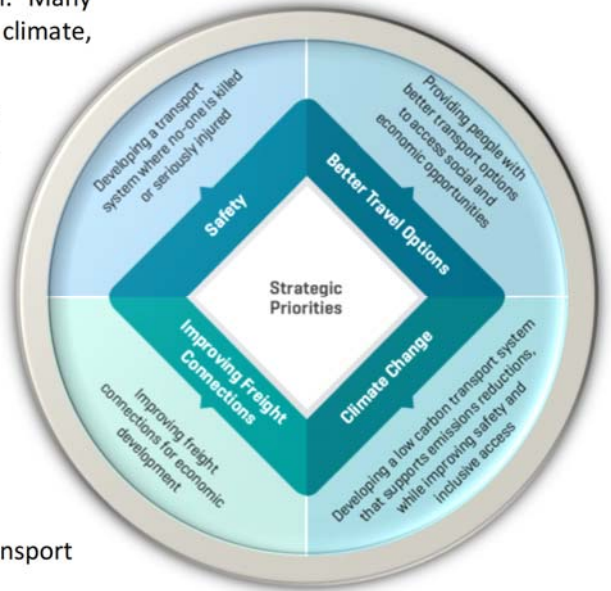 Many
climate,
Developing a transport
system where no-one is killed
or seriously injured
Safety
Providing people with
better transport options
to access social and
economic opportunities
Better Travel Options
Strategic
Priorities
Improving Freight
Connections
Improving freight
connections for economic
development
Climate Change
Developing a low carbon transport system
that supports emissions reductions,
while improving safety and
inclusive access
nsport